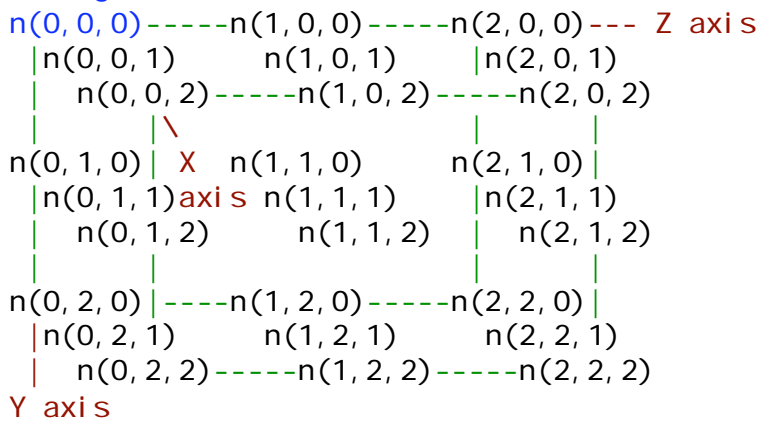 n(0,0,0)-----n(1,0,0)-----n(2,0,0)--- Z axis
|n(0,0,1) n(1,0,1) |n(2,0,1)
| n(0,0,2)-----n(1,0,2)-----n(2,0,2)
| |\ | |
n(0,1,0)| X n(1,1,0) n(2,1,0)|
|n(0,1,1)axis n(1,1,1) |n(2,1,1)
| n(0,1,2) n(1,1,2) | n(2,1,2)
| | | |
n(0,2,0)|----n(1,2,0)-----n(2,2,0)|
|n(0,2,1) n(1,2,1) n(2,2,1)
| n(0,2,2)-----n(1,2,2)-----n(2,2,2)
Y axis